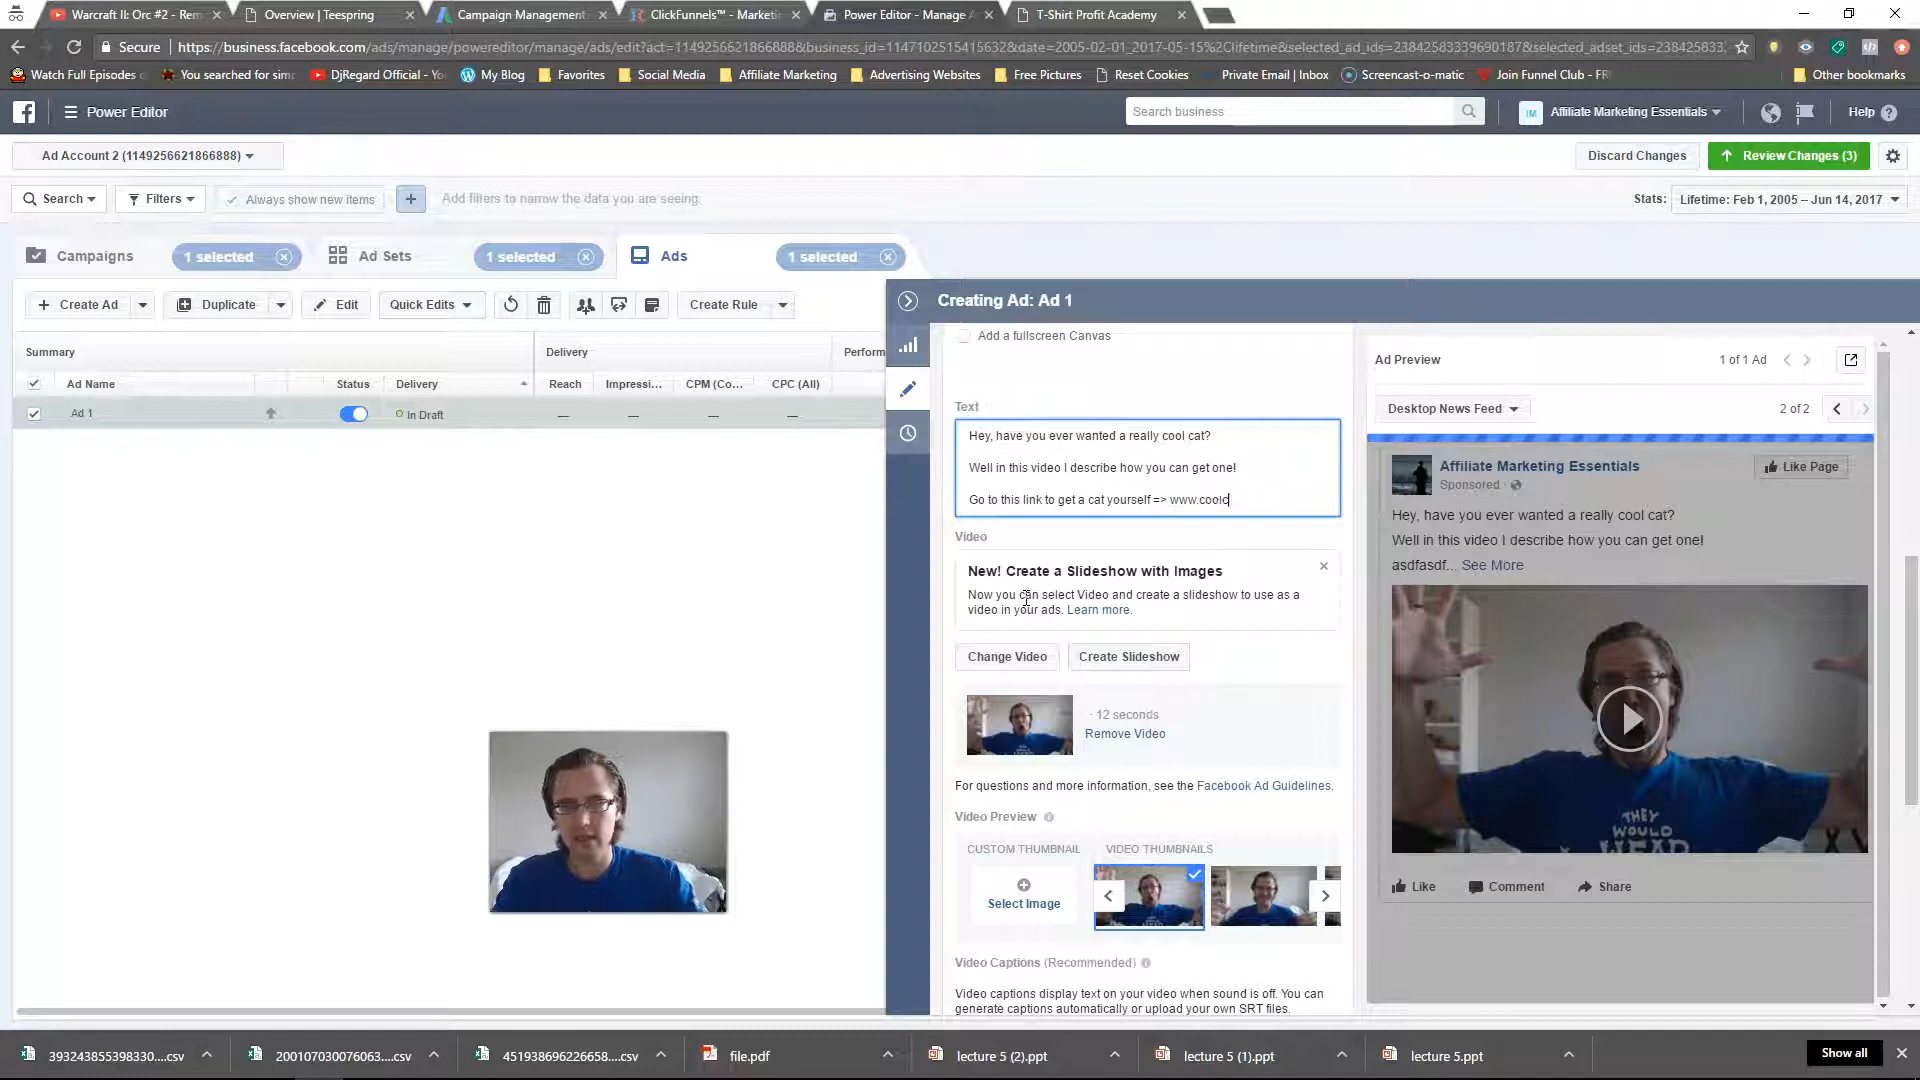 Warcraft II: Orc #2 - Rem
Overview | Teespring
Campaign Management
ClickFunnels™ - Marketi
Power Editor - Manage A
T-Shirt Profit Academy
Secure
https://business.facebook.com/ads/manage/powereditor/manage/ads/edit?act=1149256621866888&business_id=1147102515415632&date=2005-02-01_2017-05-15%2Clifetime&selected_ad_ids=23842583339690187&selected_adset_ids=238425833
Watch Full Episodes o
You searched for simp
DjRegard Official - Yo
My Blog
Favorites
Social Media
Affiliate Marketing
Advertising Websites
Free Pictures
Reset Cookies
Private Email | Inbox
Screencast-o-matic
Join Funnel Club - FR
Other bookmarks
Power Editor
Search business
IM
Affiliate Marketing Essentials
Help
Ad Account 2 (1149256621866888)
Discard Changes
Review Changes (3)
Search
Filters
Always show new items
Add filters to narrow the data you are seeing
Stats:
Lifetime: Feb 1, 2005 – Jun 14, 2017
Campaigns
1 selected
Ad Sets
1 selected
Ads
1 selected
Create Ad
Duplicate
Edit
Quick Edits
Create Rule
Summary
Delivery
Perform
Ad Name
Status
Delivery
Reach
Impressi...
CPM (Co...
CPC (All)
Ad 1
In Draft
—
—
—
—
Creating Ad: Ad 1
Add a fullscreen Canvas
Text
Hey, have you ever wanted a really cool cat?
Well in this video I describe how you can get one!
Go to this link to get a cat yourself => www.coolc
Video
New! Create a Slideshow with Images
Now you can select Video and create a slideshow to use as a
video in your ads. Learn more.
Change Video
Create Slideshow
· 12 seconds
Remove Video
For questions and more information, see the Facebook Ad Guidelines.
Video Preview
CUSTOM THUMBNAIL
VIDEO THUMBNAILS
Select Image
Video Captions (Recommended)
Video captions display text on your video when sound is off. You can
generate captions automatically or upload your own SRT files.
Ad Preview
1 of 1 Ad
Desktop News Feed
2 of 2
Affiliate Marketing Essentials
Like Page
Sponsored ·
Hey, have you ever wanted a really cool cat?
Well in this video I describe how you can get one!
asdfasdf... See More
THEY
WOULD
Like
Comment
Share
393243855398330....csv
200107030076063....csv
451938696226658....csv
file.pdf
lecture 5 (2).ppt
lecture 5 (1).ppt
lecture 5.ppt
Show all